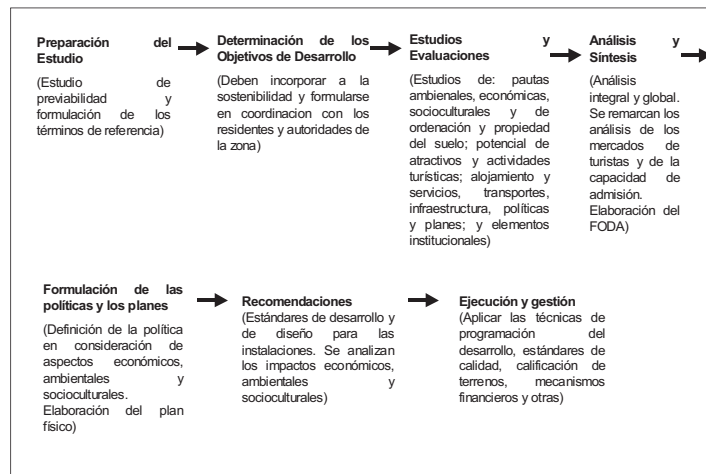 Preparación del
Estudio
(Estudio de
previabilidad y
formulación de los
términos de referencia)
Determinación de los
Objetivos de Desarrollo
(Deben incorporar a la
sostenibilidad y formularse
en coordinacion con los
residentes y autoridades de
la zona)
Estudios y
Evaluaciones
(Estudios de: pautas
ambienales, económicas,
socioculturales y de
ordenación y propiedad
del suelo; potencial de
atractivos y actividades
turísticas; alojamiento y
servicios, transportes,
infraestructura, políticas
y planes; y elementos
institucionales)
Análisis y
Síntesis
(Análisis
integral y global.
Se remarcan los
análisis de los
mercados de
turistas y de la
capacidad de
admisión.
Elaboración del
FODA)
Formulación de las
políticas y los planes
(Definición de la política
en consideración de
aspectos económicos,
ambientales y
socioculturales.
Elaboración del plan
físico)
Recomendaciones
(Estándares de desarrollo y
de diseño para las
instalaciones. Se analizan
los impactos económicos,
ambientales y
socioculturales)
Ejecución y gestión
(Aplicar las técnicas de
programación del
desarrollo, estándares de
calidad, calificación de
terrenos, mecanismos
financieros y otras)